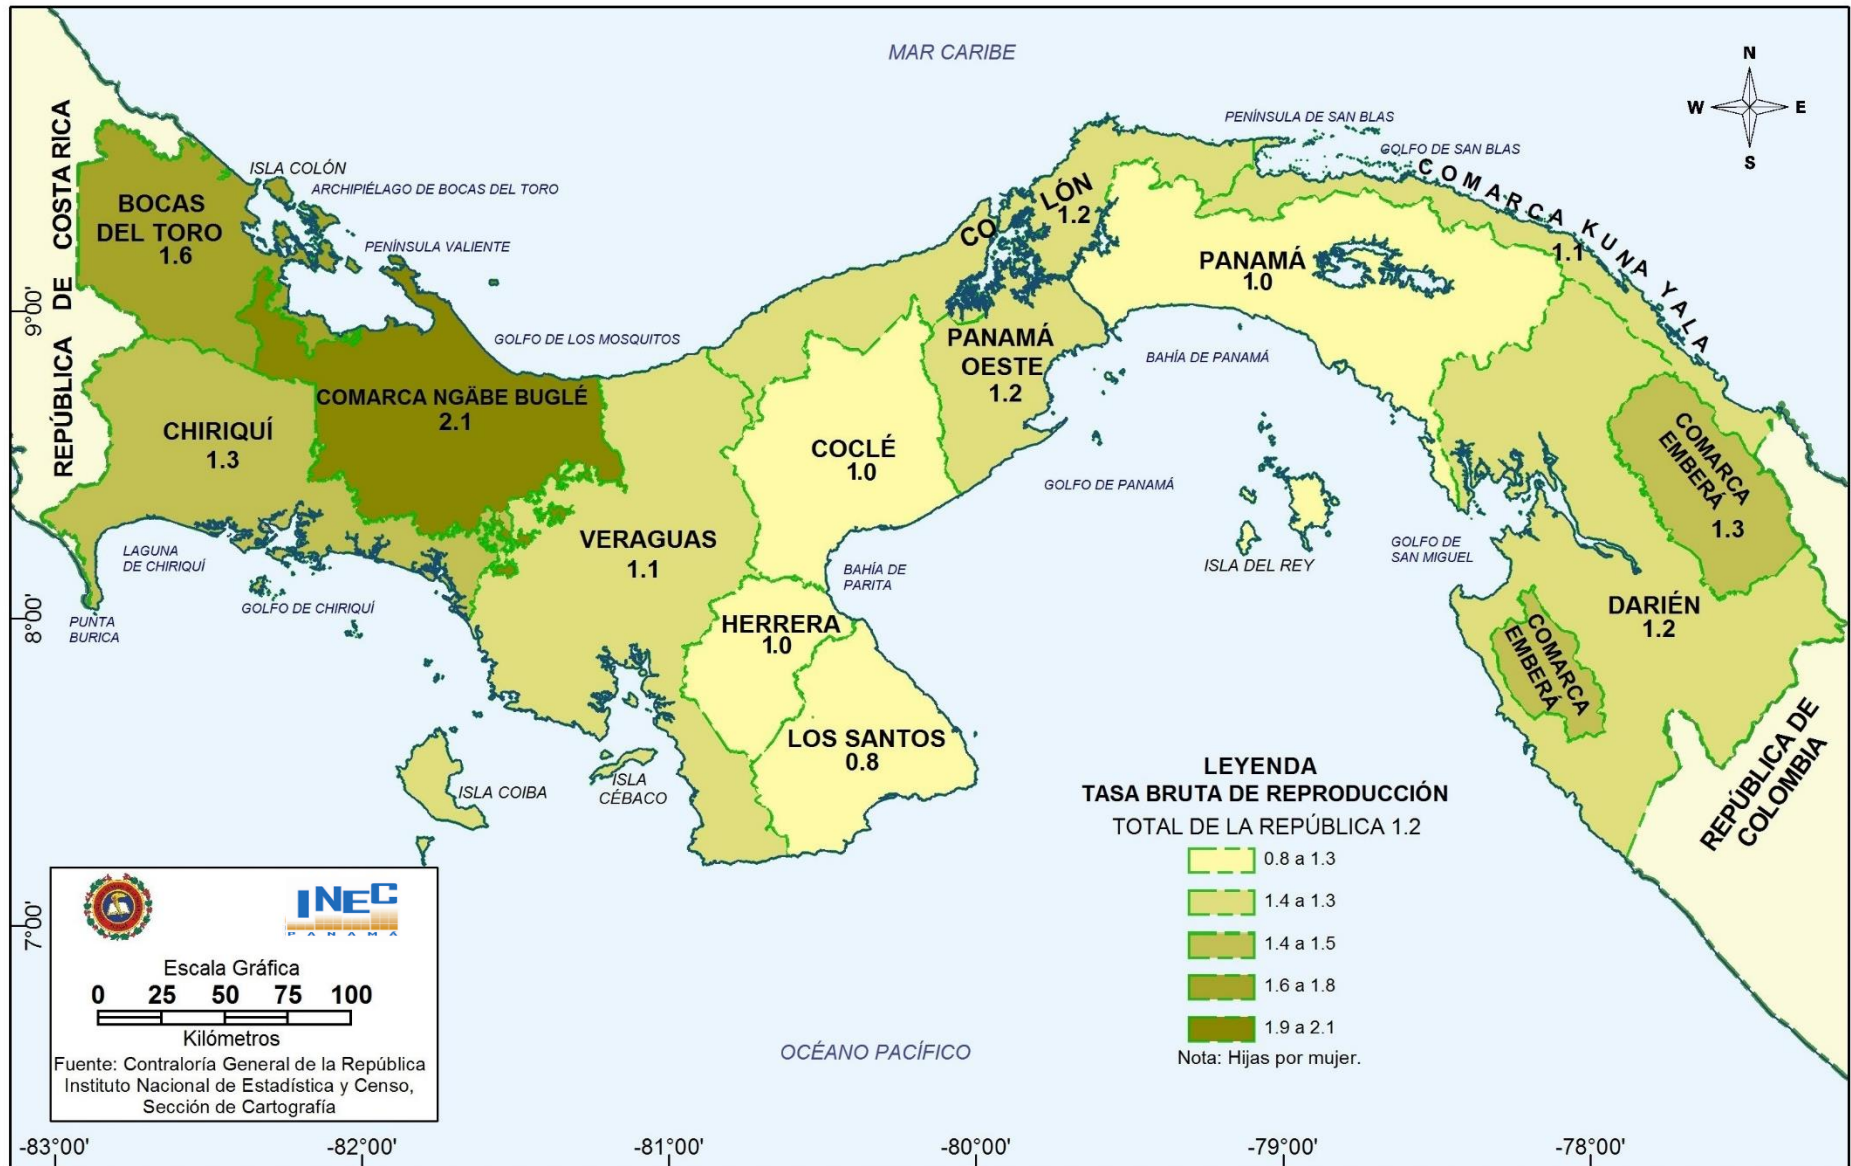 MAR CARIBE
N
W
E
S
PENÍNSULA DE SAN BLAS
GOLFO DE SAN BLAS
COMARCA KUNA YALA
1.1
REPÚBLICA DE COSTA RICA
ISLA COLÓN
ARCHIPIÉLAGO DE BOCAS DEL TORO
BOCAS
DEL TORO
1.6
PENÍNSULA VALIENTE
COLÓN
1.2
PANAMÁ
1.0
GOLFO DE LOS MOSQUITOS
PANAMÁ
OESTE
1.2
BAHÍA DE PANAMÁ
COMARCA NGÄBE BUGLÉ
2.1
CHIRIQUÍ
1.3
COCLÉ
1.0
GOLFO DE PANAMÁ
COMARCA
EMBERÁ
1.3
VERAGUAS
1.1
LAGUNA
DE CHIRIQUÍ
GOLFO DE CHIRIQUÍ
PUNTA
BURICA
BAHÍA DE
PARITA
ISLA DEL REY
GOLFO DE
SAN MIGUEL
DARIÉN
1.2
HERRERA
1.0
COMARCA
EMBERÁ
LOS SANTOS
0.8
ISLA COIBA
ISLA
CÉBACO
REPÚBLICA DE
COLOMBIA
LEYENDA
TASA BRUTA DE REPRODUCCIÓN
TOTAL DE LA REPÚBLICA 1.2
0.8 a 1.3
1.4 a 1.3
1.4 a 1.5
1.6 a 1.8
1.9 a 2.1
Nota: Hijas por mujer.
INEC
PANAMÁ
Escala Gráfica
0 25 50 75 100
Kilómetros
Fuente: Contraloría General de la República
Instituto Nacional de Estadística y Censo,
Sección de Cartografía
OCÉANO PACÍFICO
9°00'
8°00'
7°00'
-83°00' -82°00' -81°00' -80°00' -79°00' -78°00'